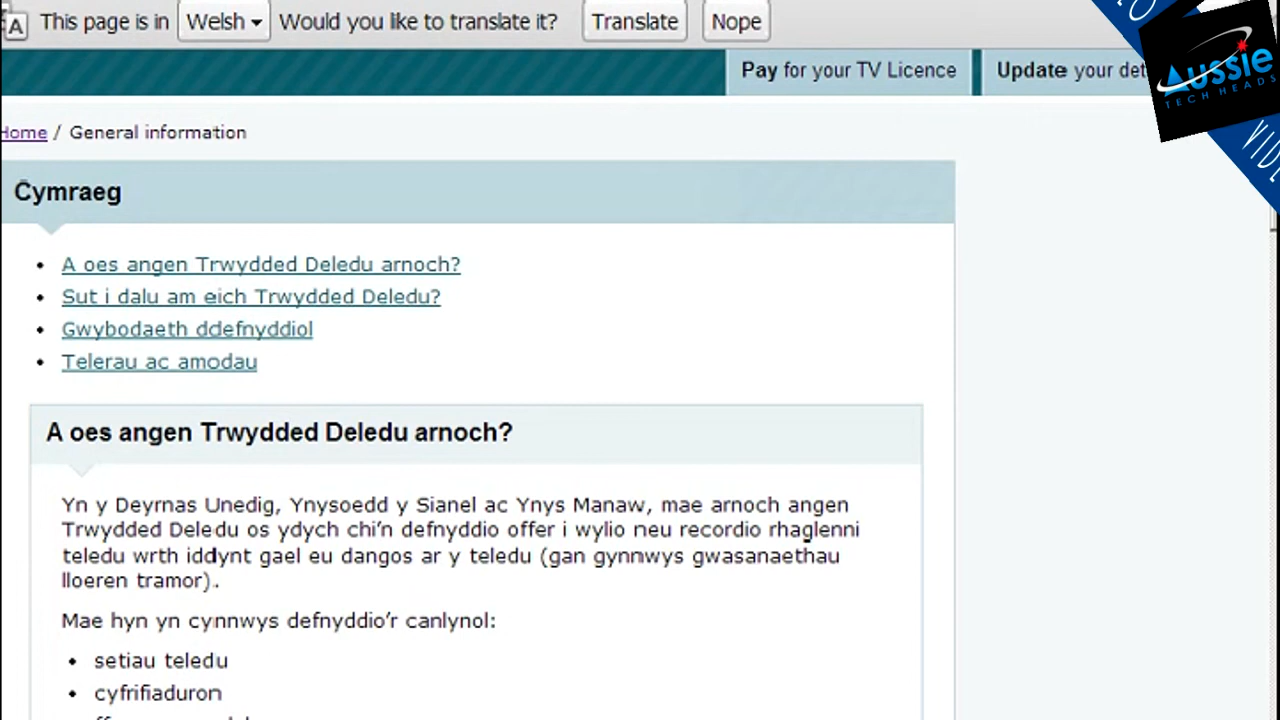 This page is in Welsh Would you like to translate it? Translate Nope
Pay for your TV Licence Update your det
Home / General information
Cymraeg
A oes angen Trwydded Deledu arnoch?
Sut i dalu am eich Trwydded Deledu?
Gwybodaeth ddefnyddiol
Telerau ac amodau
A oes angen Trwydded Deledu arnoch?
Yn y Deyrnas Unedig, Ynysoedd y Sianel ac Ynys Manaw, mae arnoch angen
Trwydded Deledu os ydych chi’n defnyddio offer i wylio neu recordio rhaglenni
teledu wrth iddynt gael eu dangos ar y teledu (gan gynnwys gwasanaethau
lloeren tramor).
Mae hyn yn cynnwys defnyddio’r canlynol:
setiau teledu
cyfrifiaduron
AUSSIE
TECH HEADS